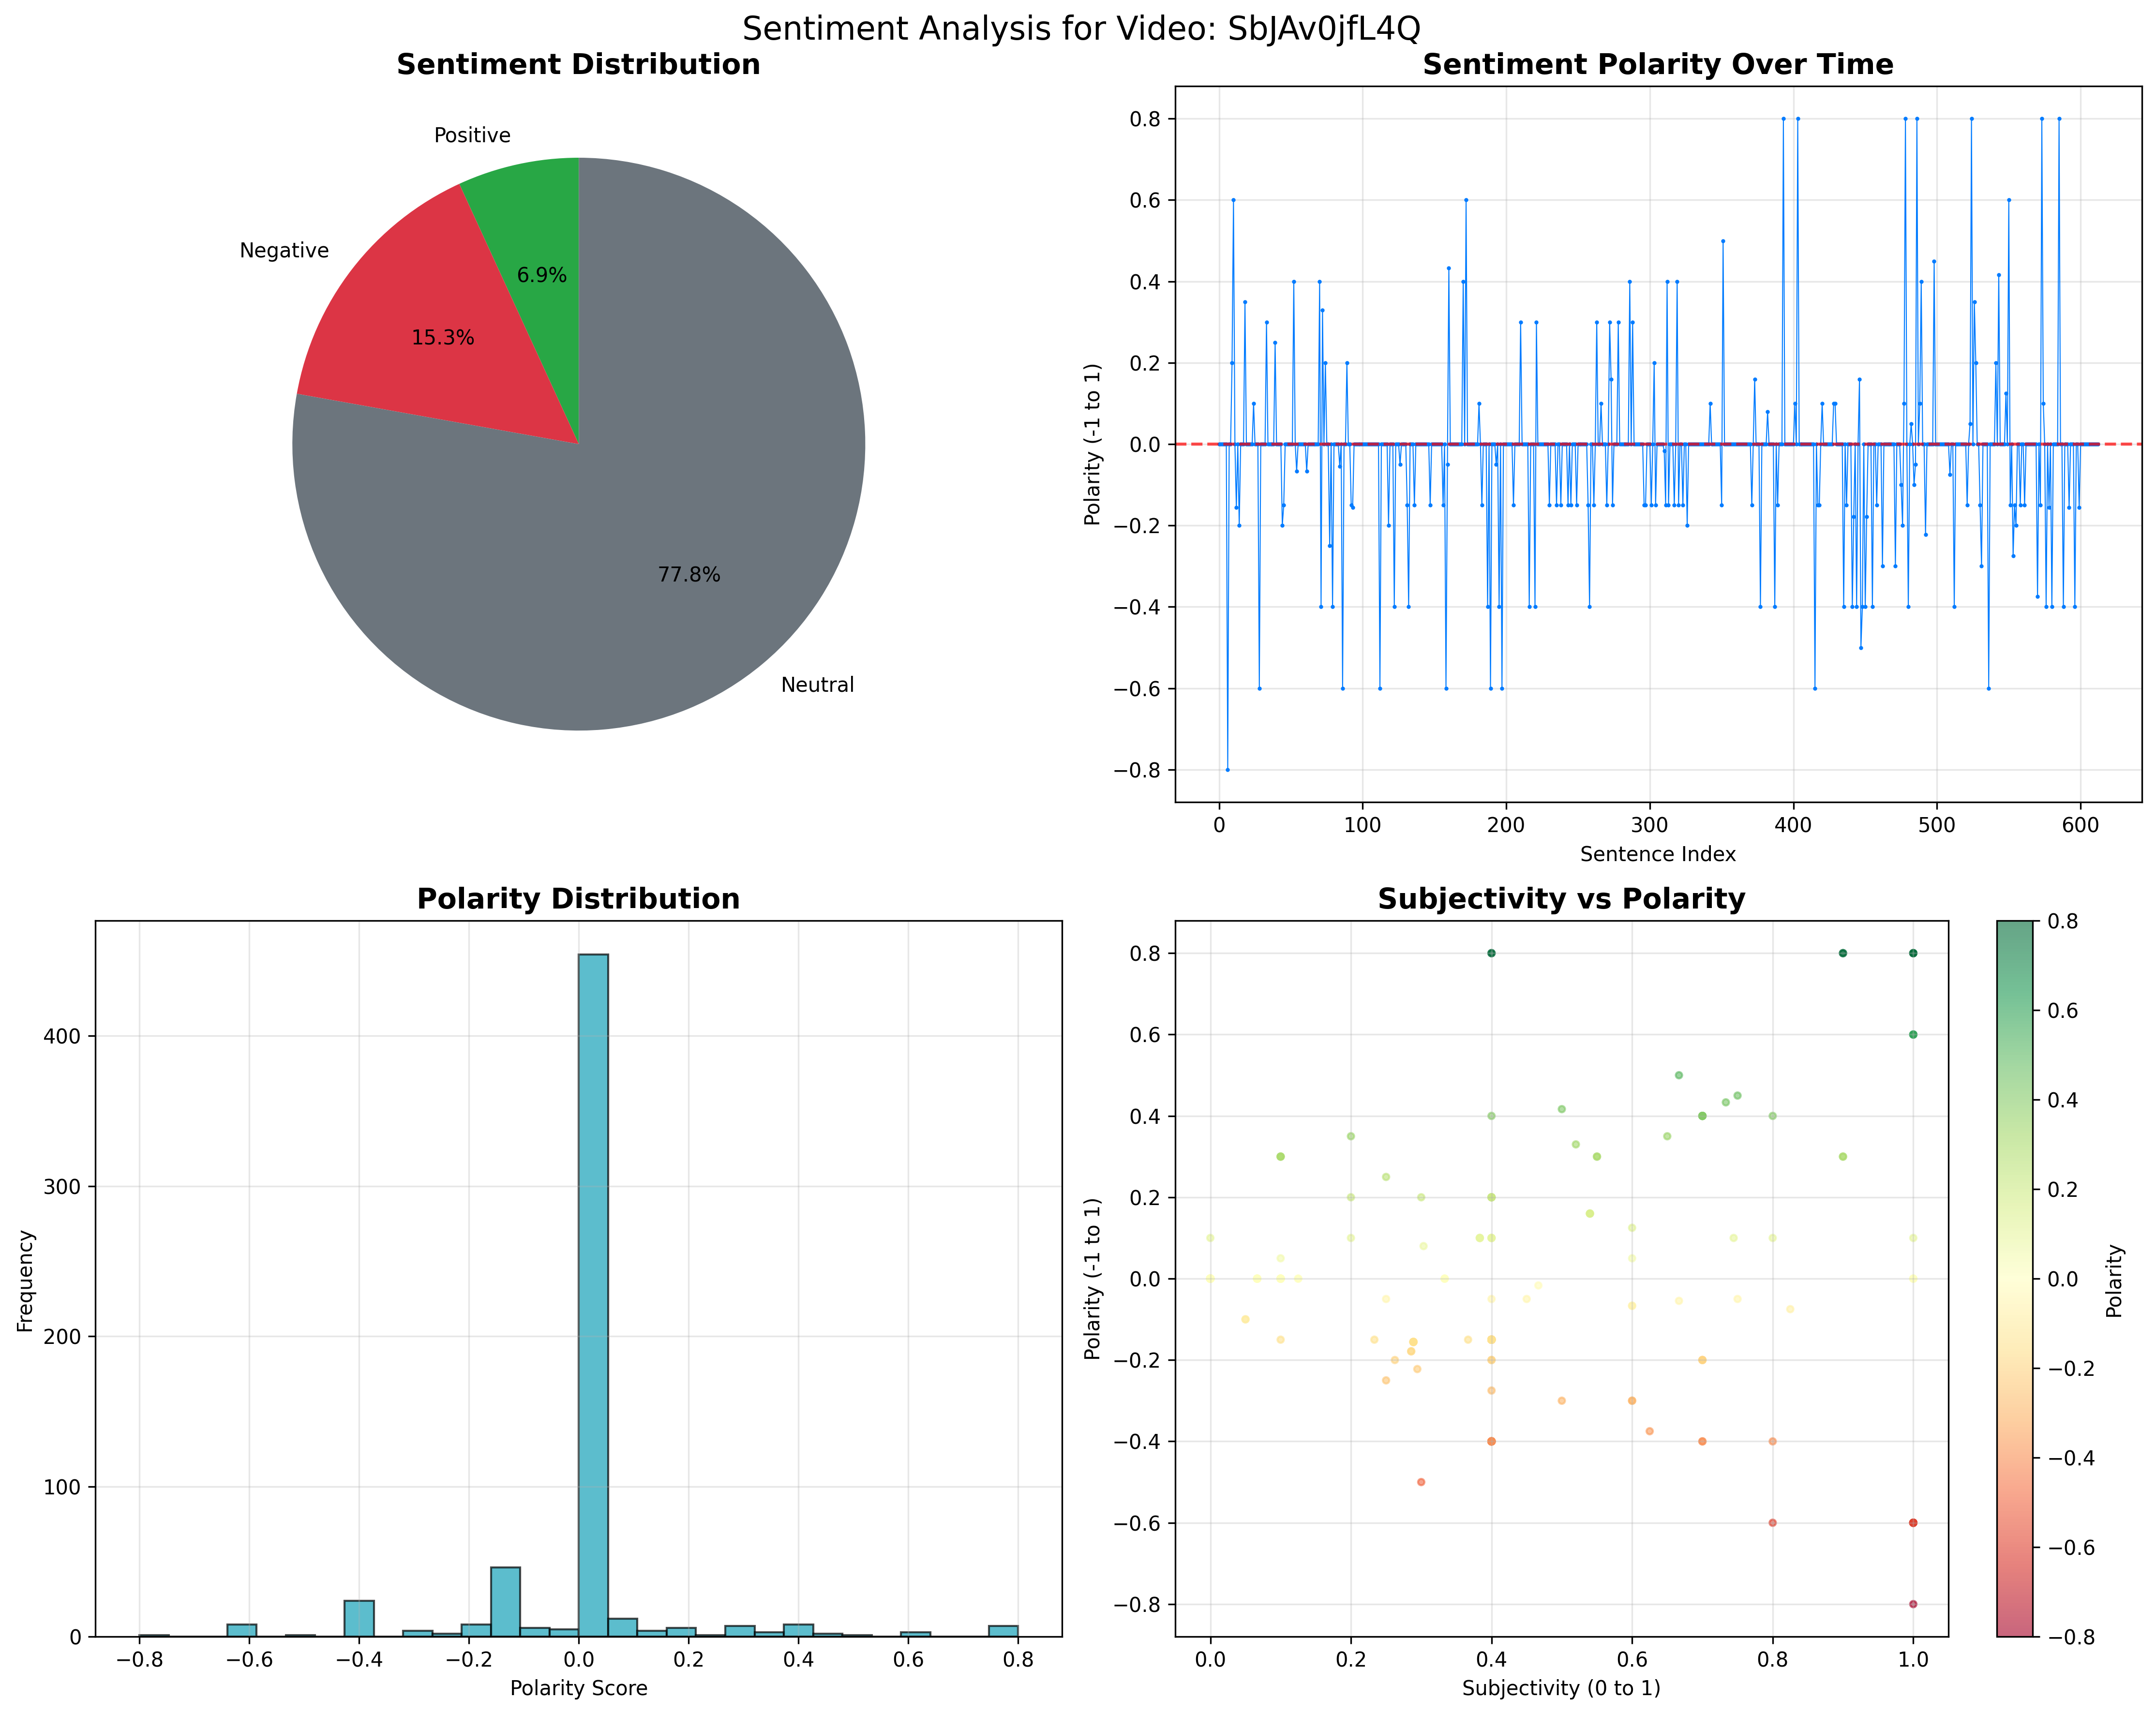 Sentiment Analysis for Video: SbJAv0jfL4Q
Sentiment Distribution
Positive
Negative
Neutral
6.9%
15.3%
77.8%
Sentiment Polarity Over Time
Polarity (-1 to 1)
0.8
0.6
0.4
0.2
0.0
−0.2
−0.4
−0.6
−0.8
0 100 200 300 400 500 600
Sentence Index
Polarity Distribution
Frequency
400
300
200
100
0
−0.8 −0.6 −0.4 −0.2 0.0 0.2 0.4 0.6 0.8
Polarity Score
Subjectivity vs Polarity
Polarity (-1 to 1)
0.8
0.6
0.4
0.2
0.0
−0.2
−0.4
−0.6
−0.8
0.0 0.2 0.4 0.6 0.8 1.0
Subjectivity (0 to 1)
0.8
0.6
0.4
0.2
0.0
−0.2
−0.4
−0.6
−0.8
Polarity